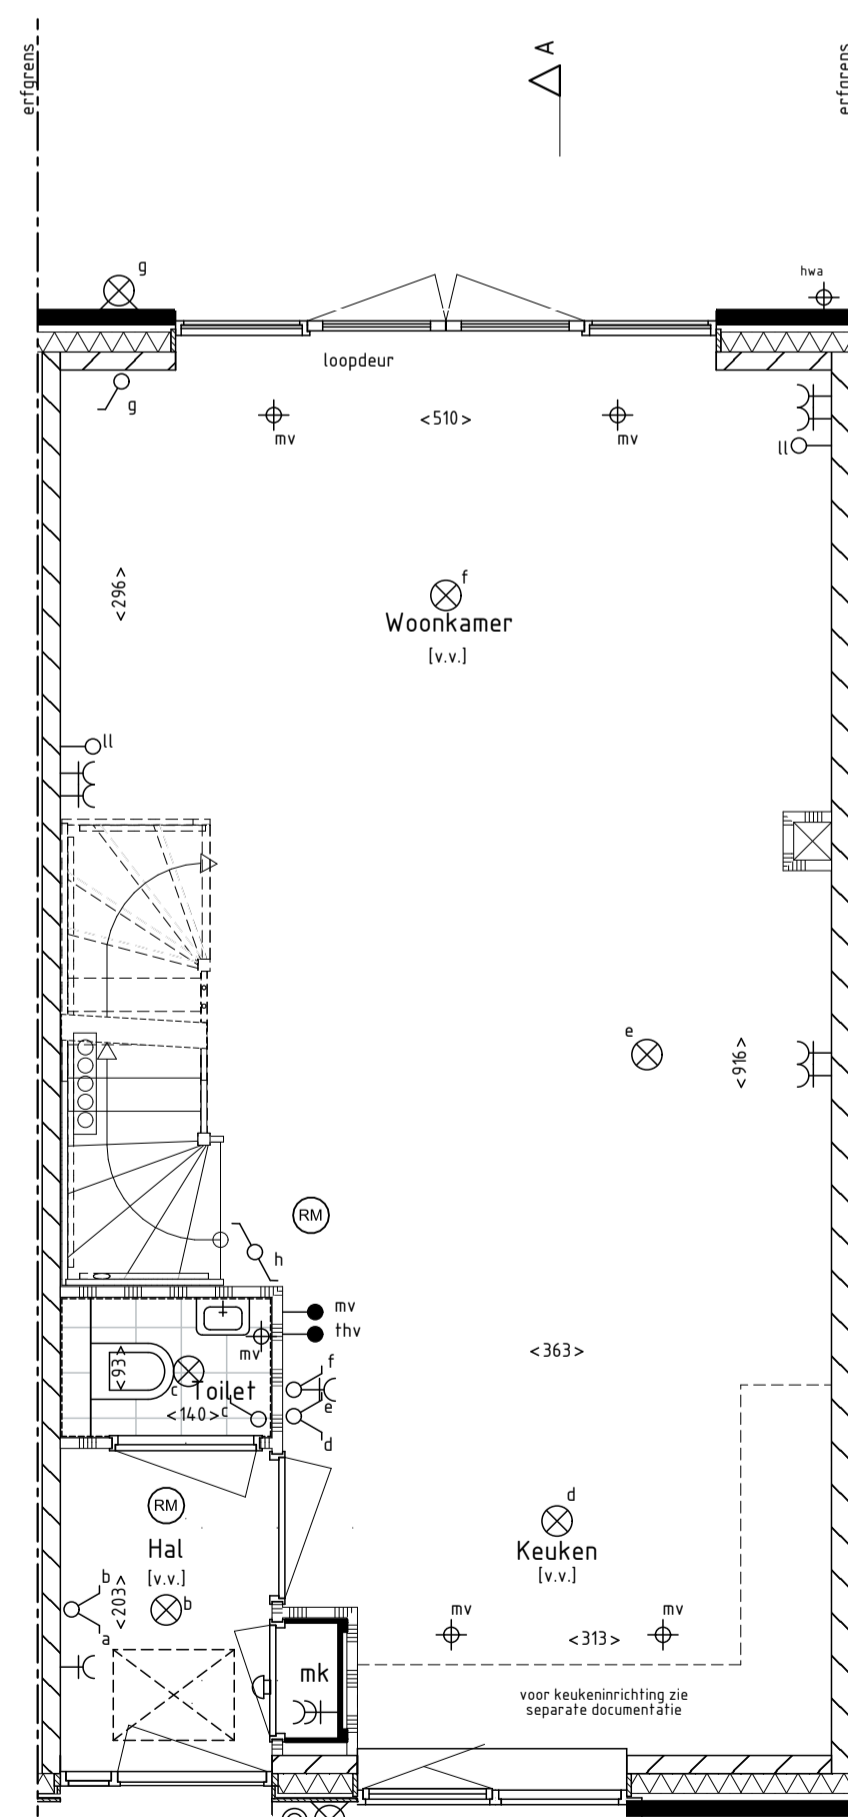 erfgrens
A
erfgrens
g
hwa
loopdeur
g
<510>
mv
mv
ll
f
<296>
Woonkamer
[v.v.]
ll
e
<916>
RM
h
mv
thv
mv
<363>
<93>
f
c
Toilet
e
<140>
c
d
RM
d
Hal
Keuken
[v.v.]
[v.v.]
b
<203>
b
a
mv
mv
<313>
mk
voor keukeninrichting zie
separate documentatie